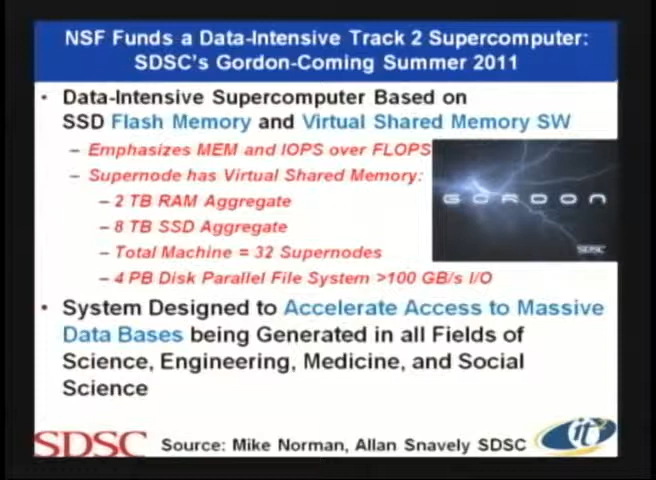 NSF Funds a Data-Intensive Track 2 Supercomputer:
SDSC's Gordon-Coming Summer 2011
• Data-Intensive Supercomputer Based on
SSD Flash Memory and Virtual Shared Memory SW
– Emphasizes MEM and IOPS over FLOPS
– Supernode has Virtual Shared Memory:
– 2 TB RAM Aggregate
– 8 TB SSD Aggregate
– Total Machine = 32 Supernodes
– 4 PB Disk Parallel File System >100 GB/s I/O
GORDON
SDSC
• System Designed to Accelerate Access to Massive
Data Bases being Generated in all Fields of
Science, Engineering, Medicine, and Social
Science
SDSC
Source: Mike Norman, Allan Snavely SDSC
it2